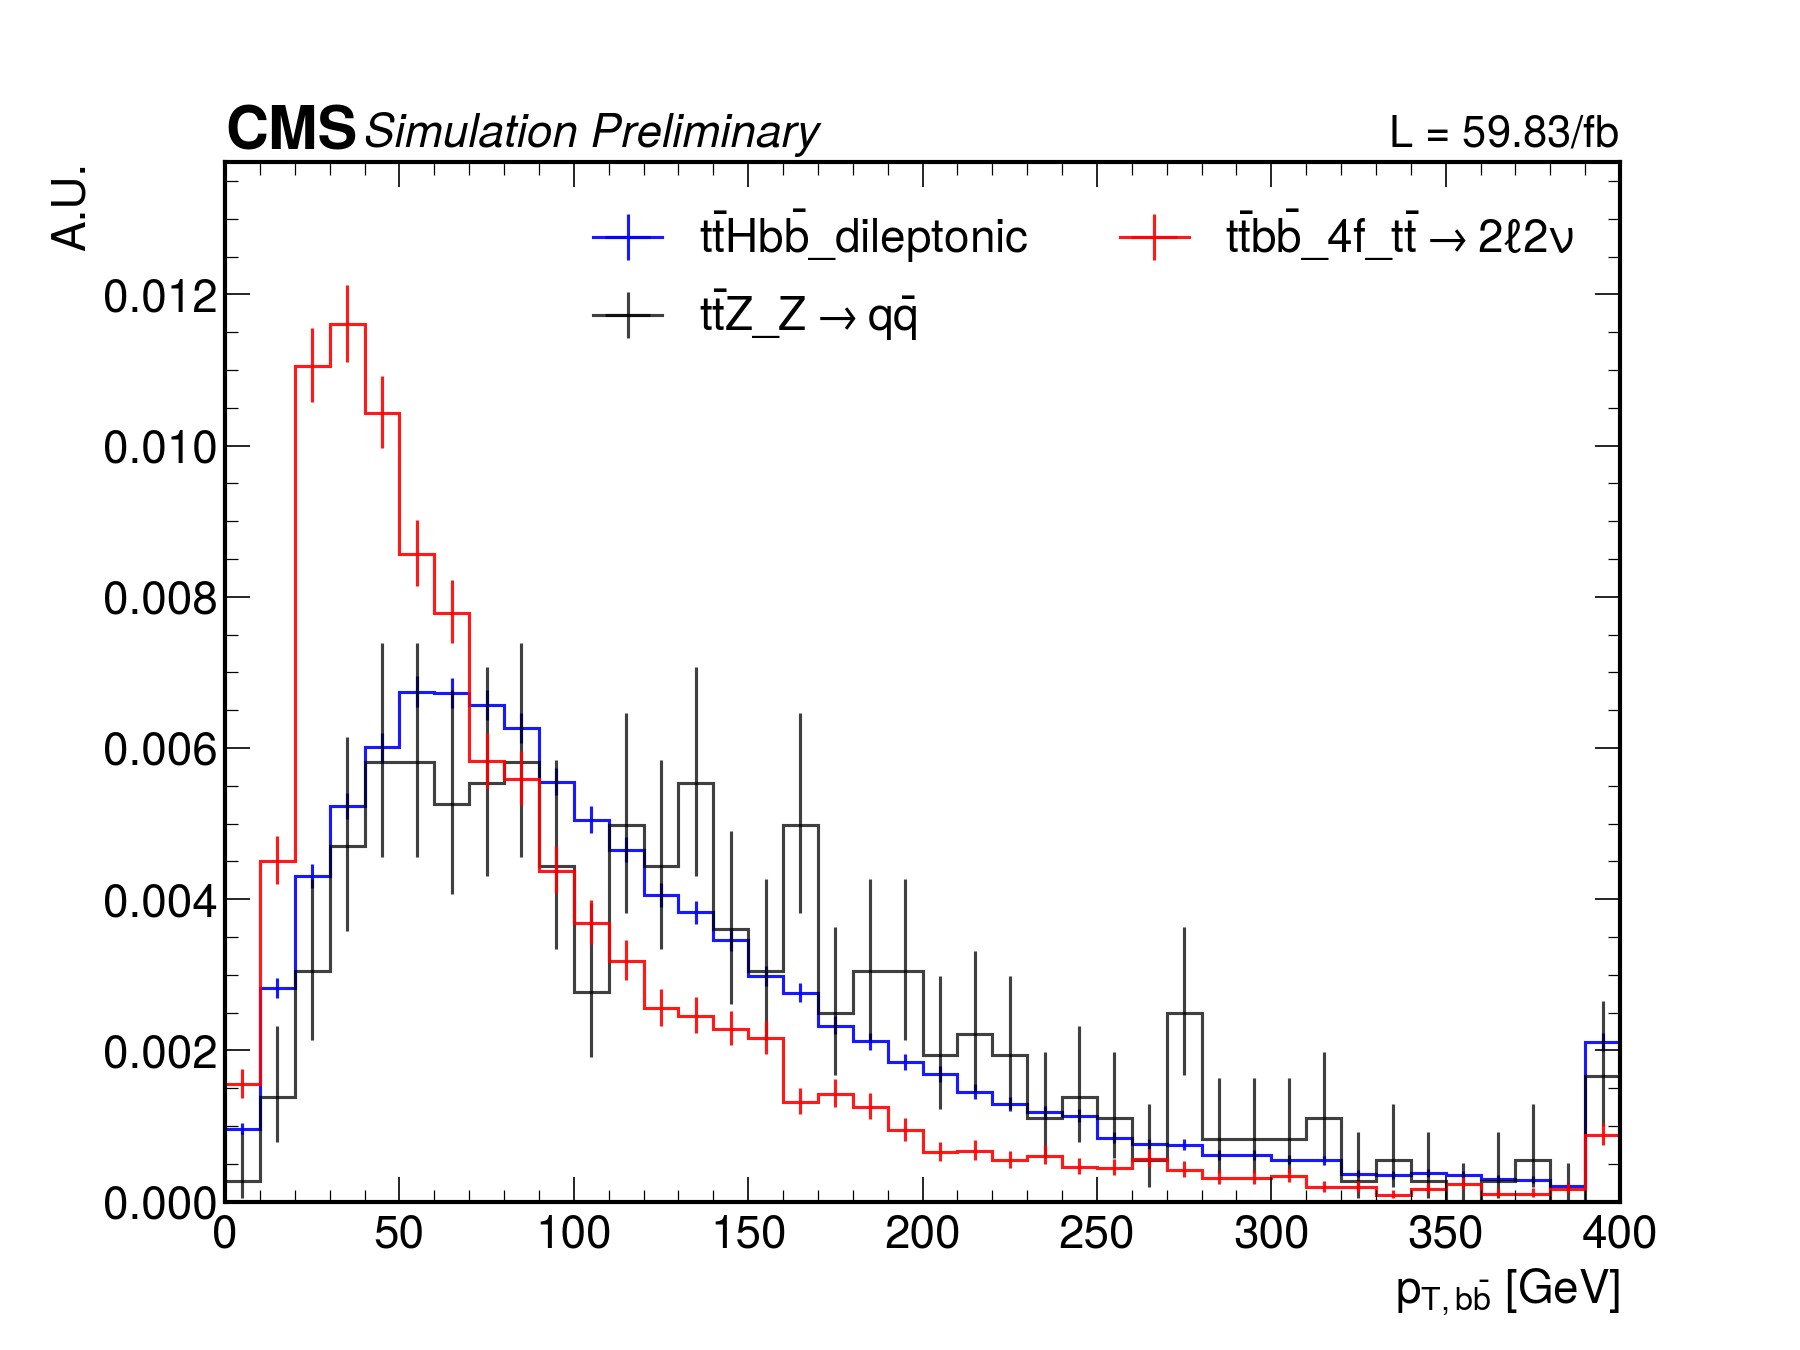 CMS Simulation Preliminary L = 59.83/fb
A.U.
tt̄Hbb̄_dileptonic tt̄bb̄_4f_tt̄ → 2ℓ2ν
tt̄Z_Z → qq̄
0.012
0.010
0.008
0.006
0.004
0.002
0.000
0 50 100 150 200 250 300 350 400
p_{T, bb̄} [GeV]